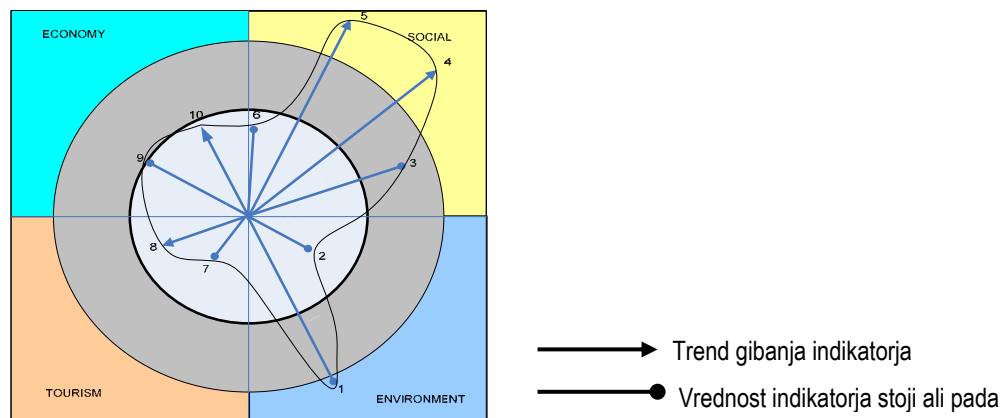 5
ECONOMY
SOCIAL
4
10
6
9
3
8
7
2
1
TOURISM
ENVIRONMENT
Trend gibanja indikatorja
Vrednost indikatorja stoji ali pada